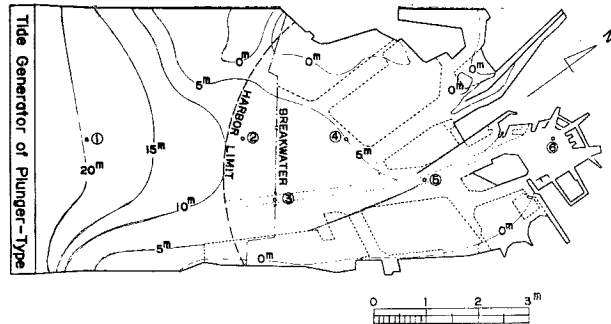 Tide Generator of Plunger-Type
①
20m
15m
10m
5m
5m
0m
HARBOR LIMIT
②
BREAKWATER
③
0m
④
5m
⑤
0m
0m
⑥
0m
0m
N
0 1 2 3m